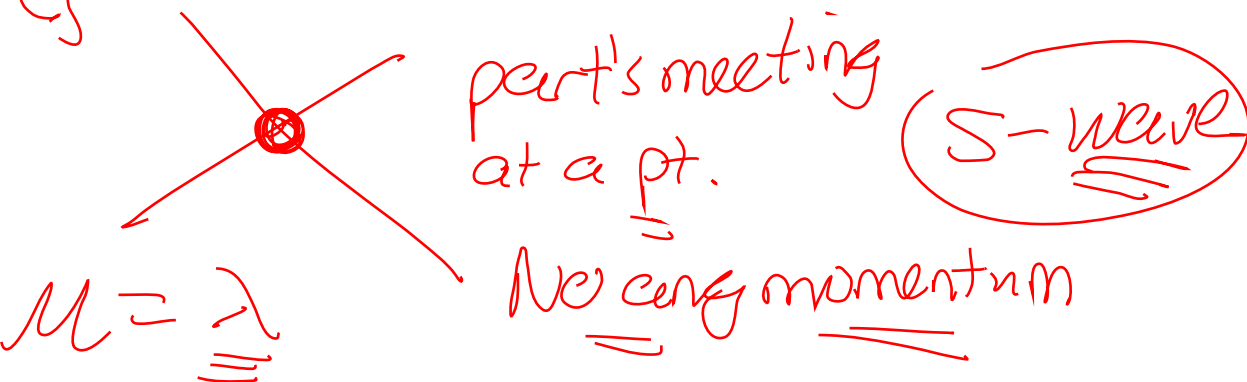 part's meeting
at a pt.
S-wave
No ang momentum
M = λ